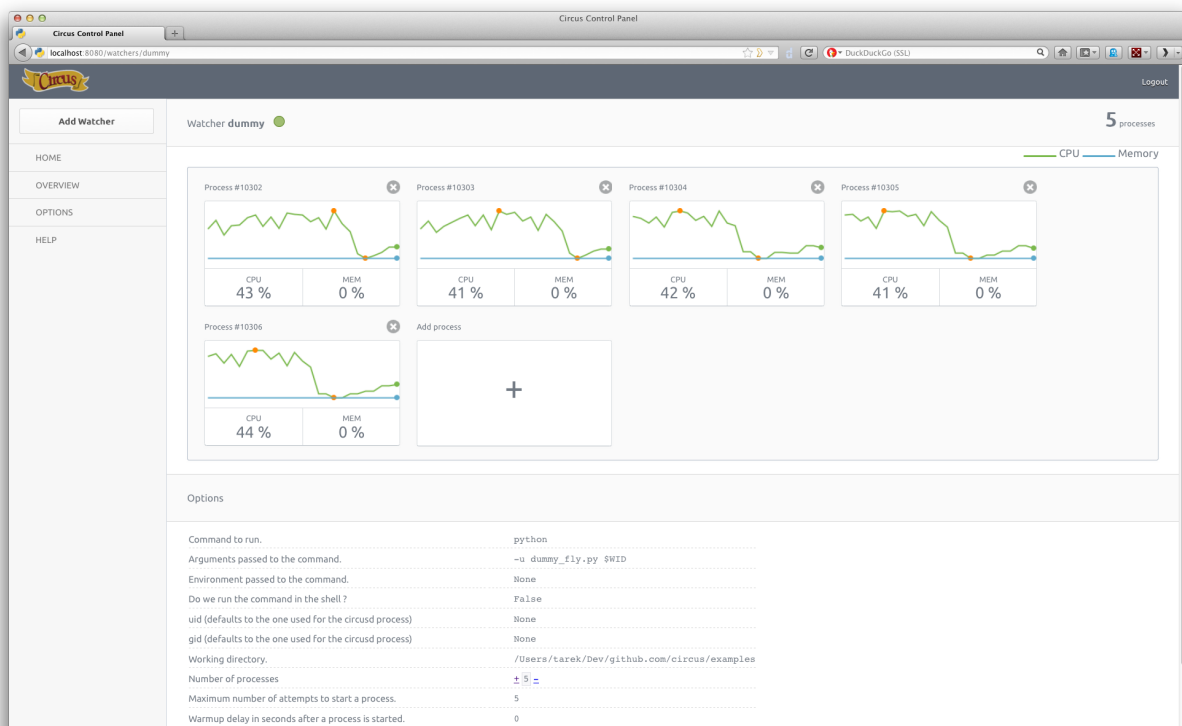 Circus Control Panel
Circus Control Panel
localhost:8080/watchers/dummy
DuckDuckGo (SSL)
Circus
Logout
Add Watcher
Watcher dummy
5 processes
HOME
OVERVIEW
OPTIONS
HELP
CPU Memory
Process #10302 Process #10303 Process #10304 Process #10305
CPU MEM CPU MEM CPU MEM CPU MEM
43 % 0 % 41 % 0 % 42 % 0 % 41 % 0 %
Process #10306 Add process
+
CPU MEM
44 % 0 %
Options
Command to run. python
Arguments passed to the command. -u dummy_fly.py $WID
Environment passed to the command. None
Do we run the command in the shell ? False
uid (defaults to the one used for the circusd process) None
gid (defaults to the one used for the circusd process) None
Working directory. /Users/tarek/Dev/github.com/circus/examples
Number of processes + 5 -
Maximum number of attempts to start a process. 5
Warmup delay in seconds after a process is started. 0